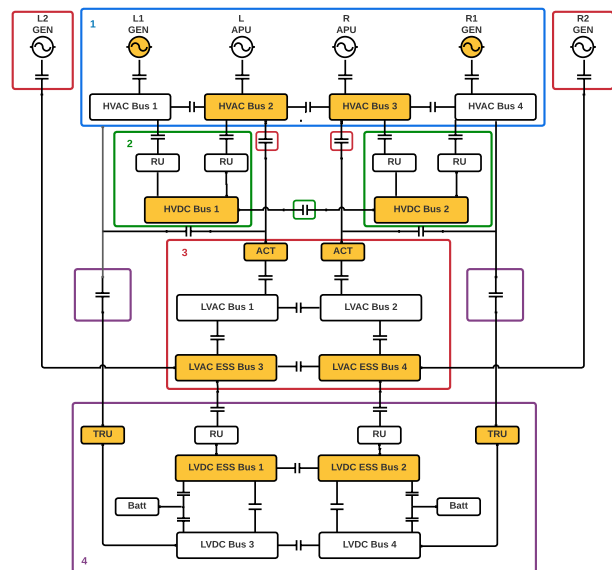 L2
GEN
1
L1
GEN
L
APU
R
APU
R1
GEN
R2
GEN
HVAC Bus 1
HVAC Bus 2
HVAC Bus 3
HVAC Bus 4
2
RU
RU
RU
RU
HVDC Bus 1
HVDC Bus 2
3
ACT
ACT
LVAC Bus 1
LVAC Bus 2
LVAC ESS Bus 3
LVAC ESS Bus 4
TRU
RU
RU
TRU
LVDC ESS Bus 1
LVDC ESS Bus 2
Batt
Batt
LVDC Bus 3
LVDC Bus 4
4